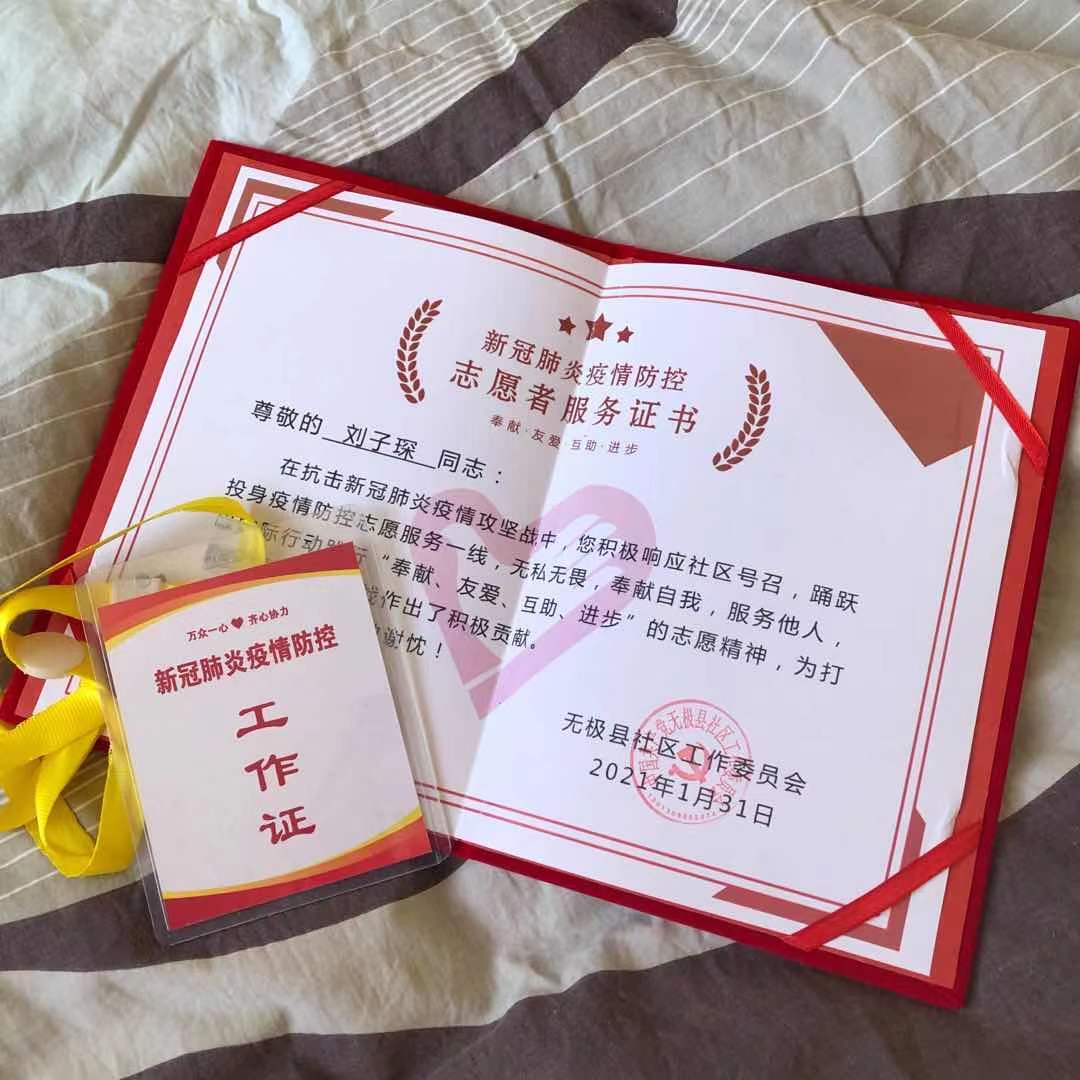 新冠肺炎疫情防控
志愿者服务证书
奉献·友爱·互助·进步
尊敬的 刘子琛 同志：
在抗击新冠肺炎疫情攻坚战中，您积极响应社区号召，踊跃
投身疫情防控志愿服务一线，无私无畏，奉献自我，服务他人，
际行动 “奉献、友爱、互助、进步”的志愿精神，为打
作出了积极贡献。
谢忱！
无极县社区工作委员会
2021年1月31日
万众一心 齐心协力
新冠肺炎疫情防控
工
作
证